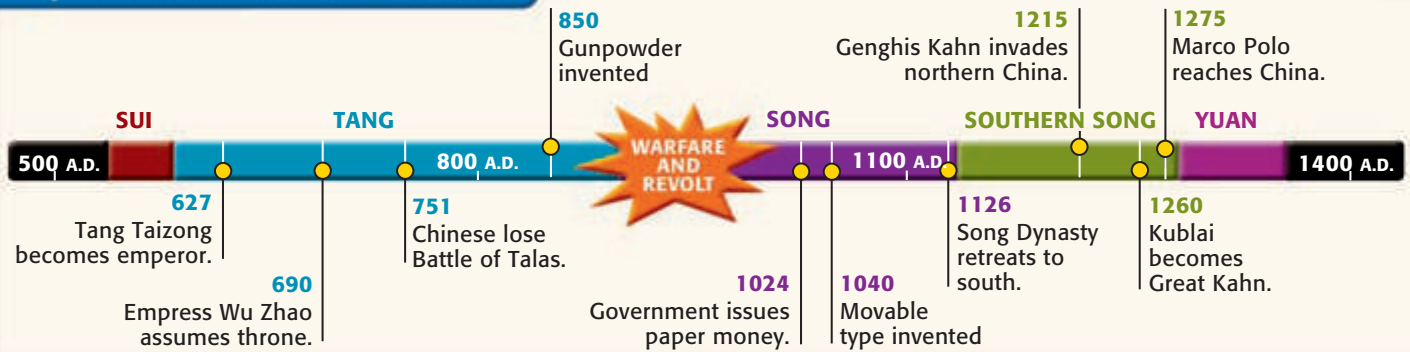 850
Gunpowder
invented
1215
Genghis Kahn invades
northern China.
1275
Marco Polo
reaches China.
SUI
TANG
SONG
SOUTHERN SONG
YUAN
500 A.D.
800 A.D.
WARFARE
AND
REVOLT
1100 A.D.
1400 A.D.
627
Tang Taizong
becomes emperor.
690
Empress Wu Zhao
assumes throne.
751
Chinese lose
Battle of Talas.
1024
Government issues
paper money.
1040
Movable
type invented
1126
Song Dynasty
retreats to
south.
1260
Kublai
becomes
Great Kahn.